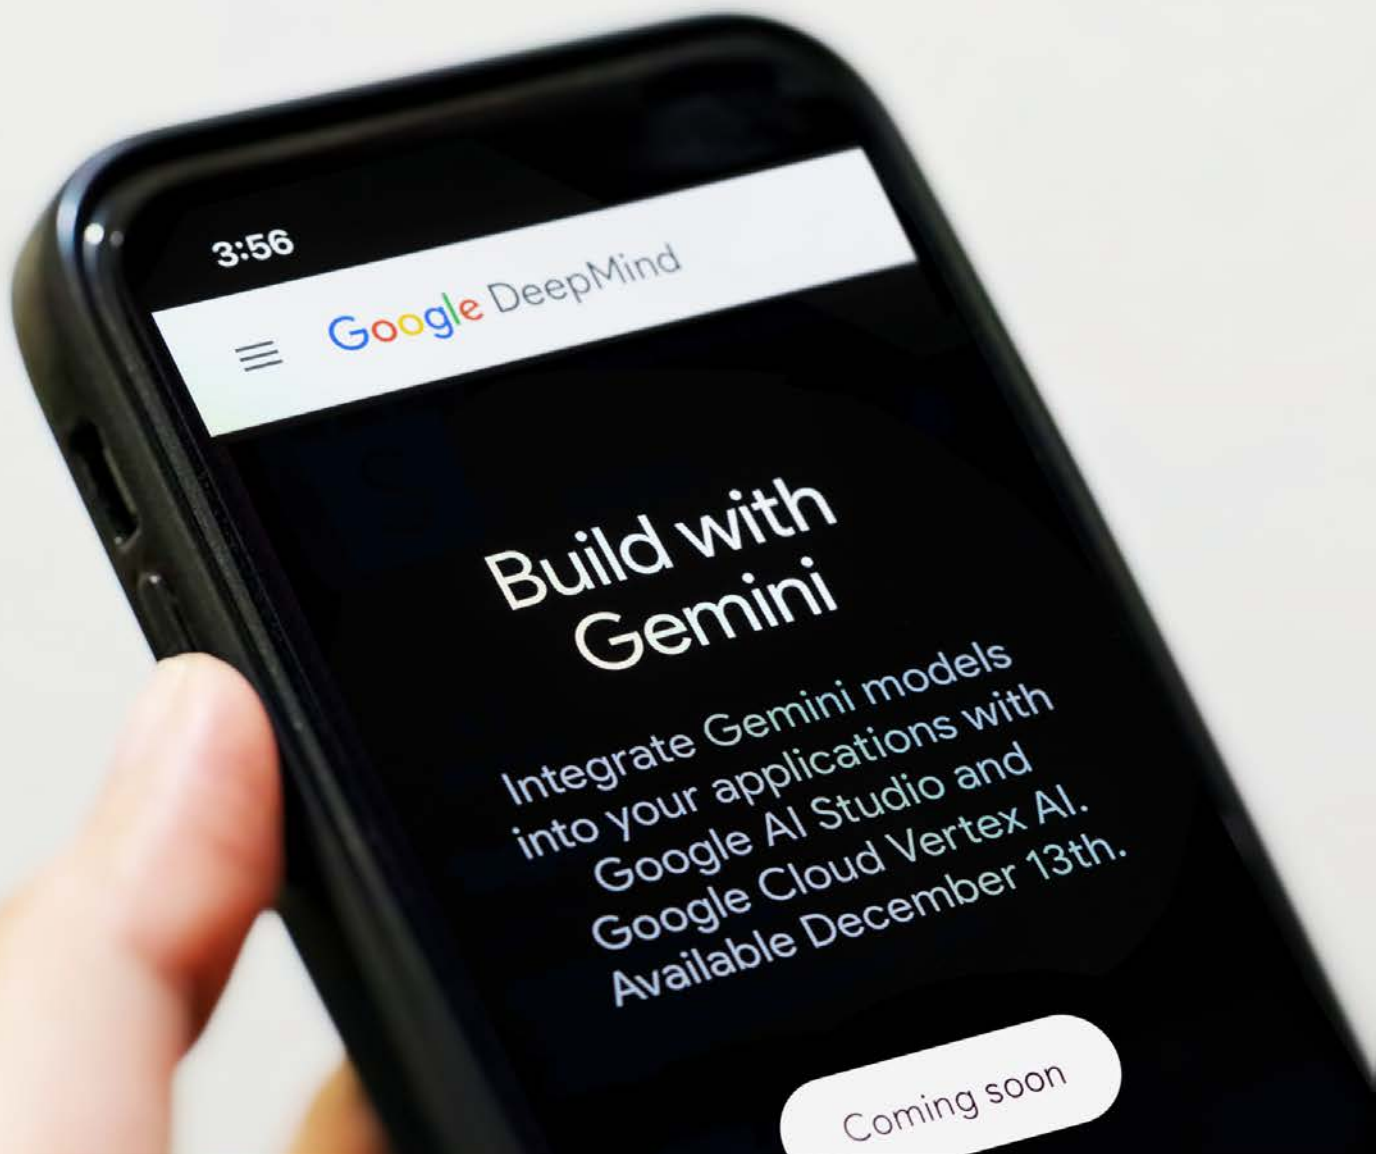 3:56
Google DeepMind
Build with
Gemini
Integrate Gemini models
into your applications with
Google AI Studio and
Google Cloud Vertex AI.
Available December 13th.
Coming soon